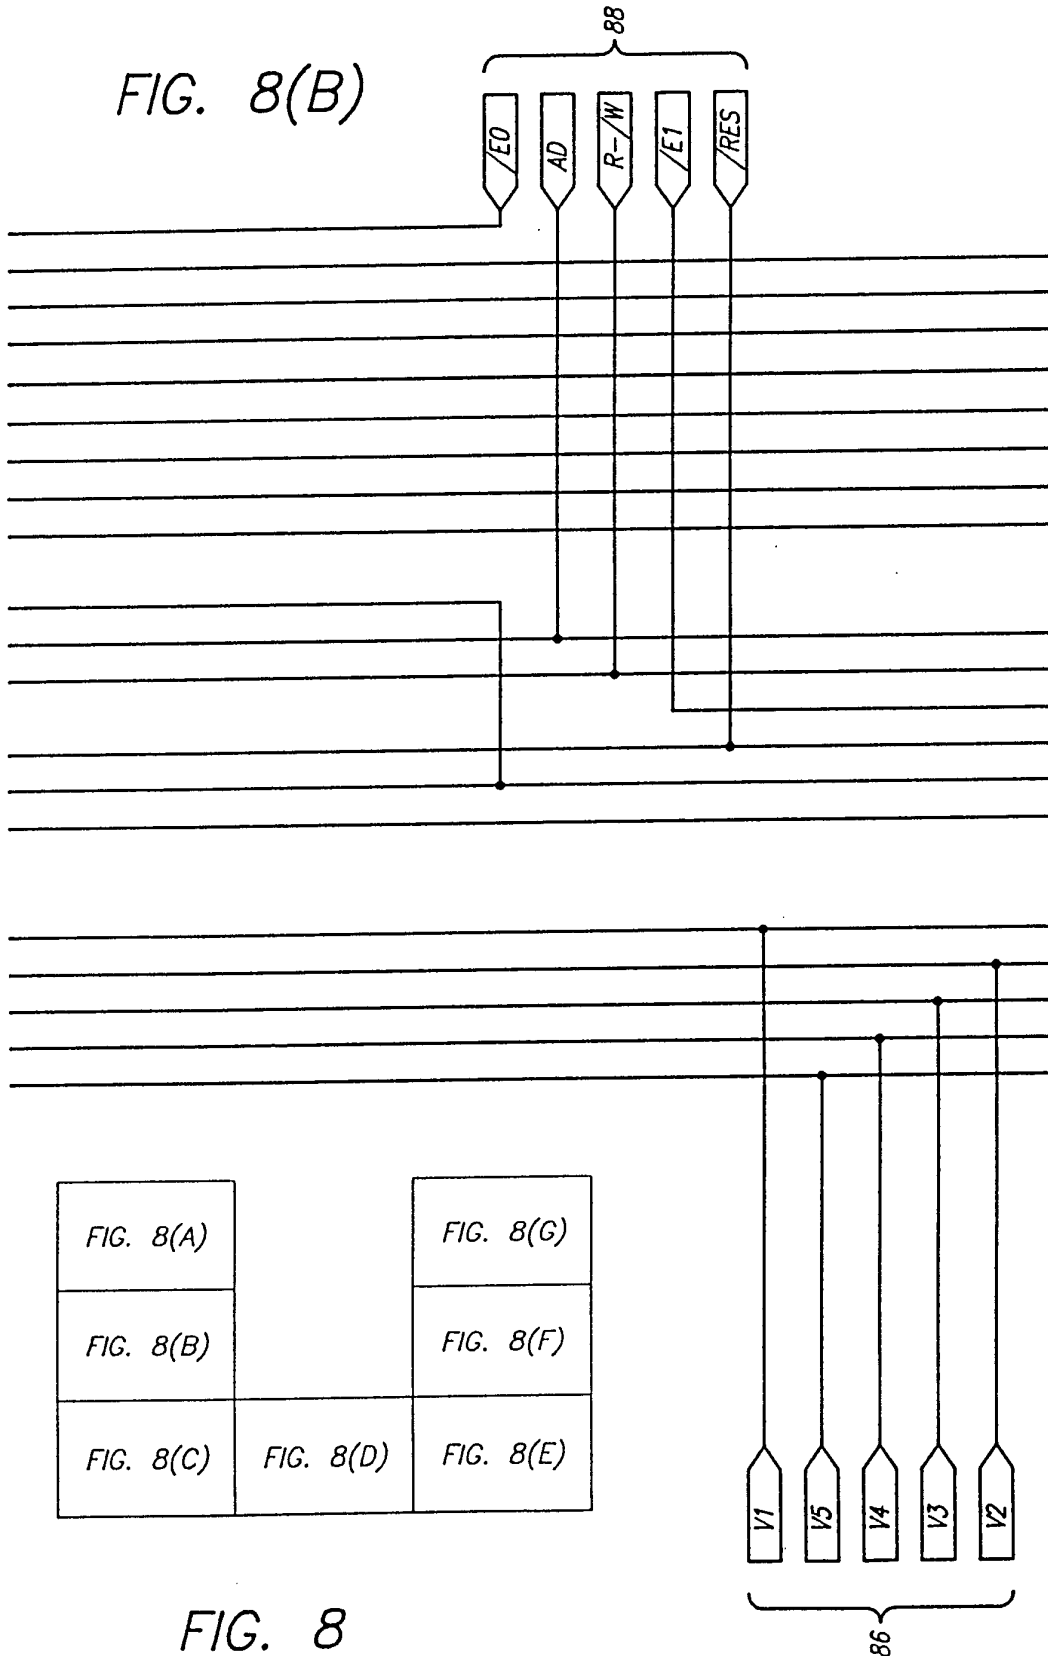 88
FIG. 8(B)
/E0
AD
R-/W
/E1
/RES
FIG. 8(A)
FIG. 8(G)
FIG. 8(B)
FIG. 8(F)
FIG. 8(C)
FIG. 8(D)
FIG. 8(E)
V1
V5
V4
V3
V2
86
FIG. 8